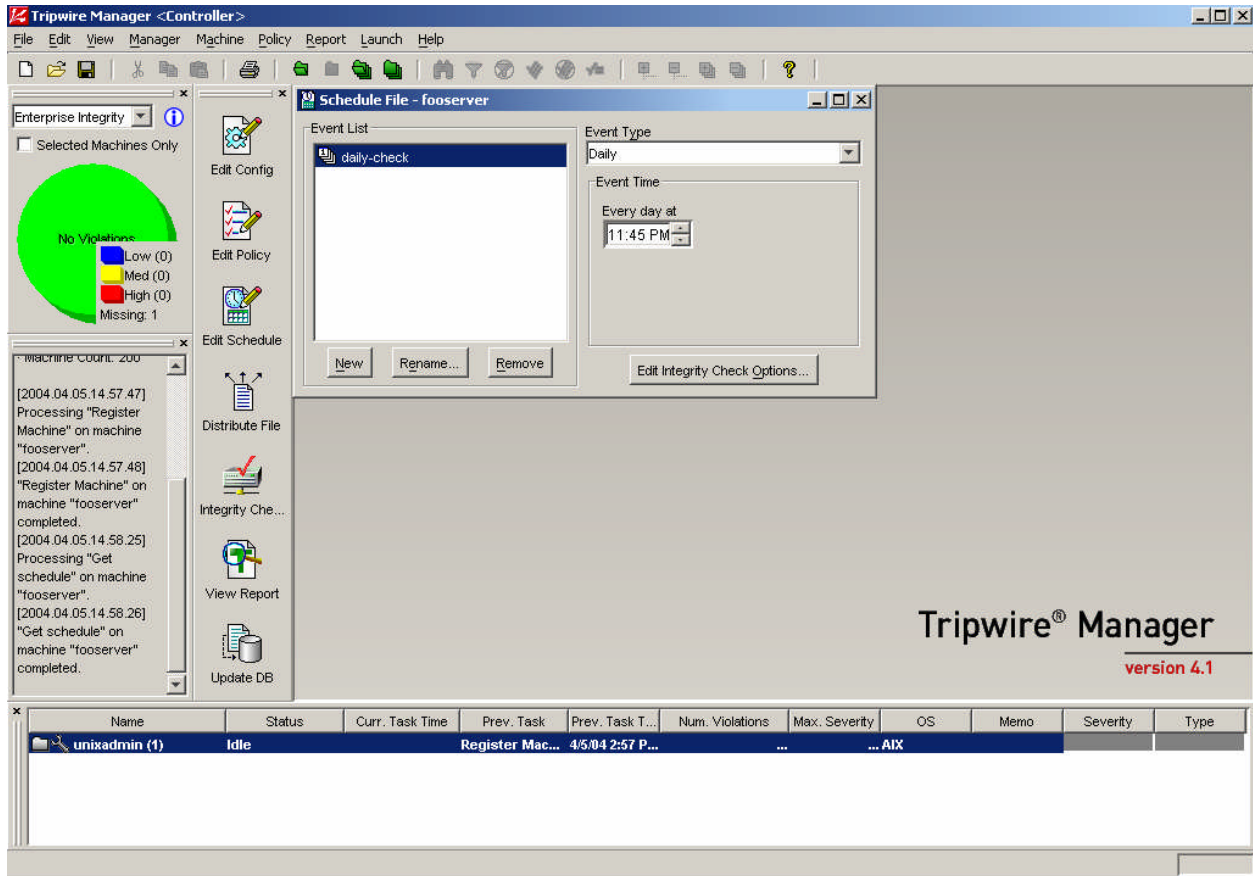 Tripwire Manager <Controller>
File Edit View Manager Machine Policy Report Launch Help
Enterprise Integrity
Selected Machines Only
No Violations
Low (0)
Med (0)
High (0)
Missing: 1
- Machine Count: 200
[2004.04.05.14.57.47]
Processing "Register
Machine" on machine
"fooserver".
[2004.04.05.14.57.48]
"Register Machine" on
machine "fooserver"
completed.
[2004.04.05.14.58.25]
Processing "Get
schedule" on machine
"fooserver".
[2004.04.05.14.58.26]
"Get schedule" on
machine "fooserver"
completed.
Edit Config
Edit Policy
Edit Schedule
Distribute File
Integrity Che...
View Report
Update DB
Schedule File - fooserver
Event List
daily-check
New Rename... Remove
Event Type
Daily
Event Time
Every day at
11:45 PM
Edit Integrity Check Options...
Tripwire® Manager
version 4.1
Name Status Curr. Task Time Prev. Task Prev. Task T... Num. Violations Max. Severity OS Memo Severity Type
unixadmin (1) Idle Register Mac... 4/5/04 2:57 P... ... ... AIX